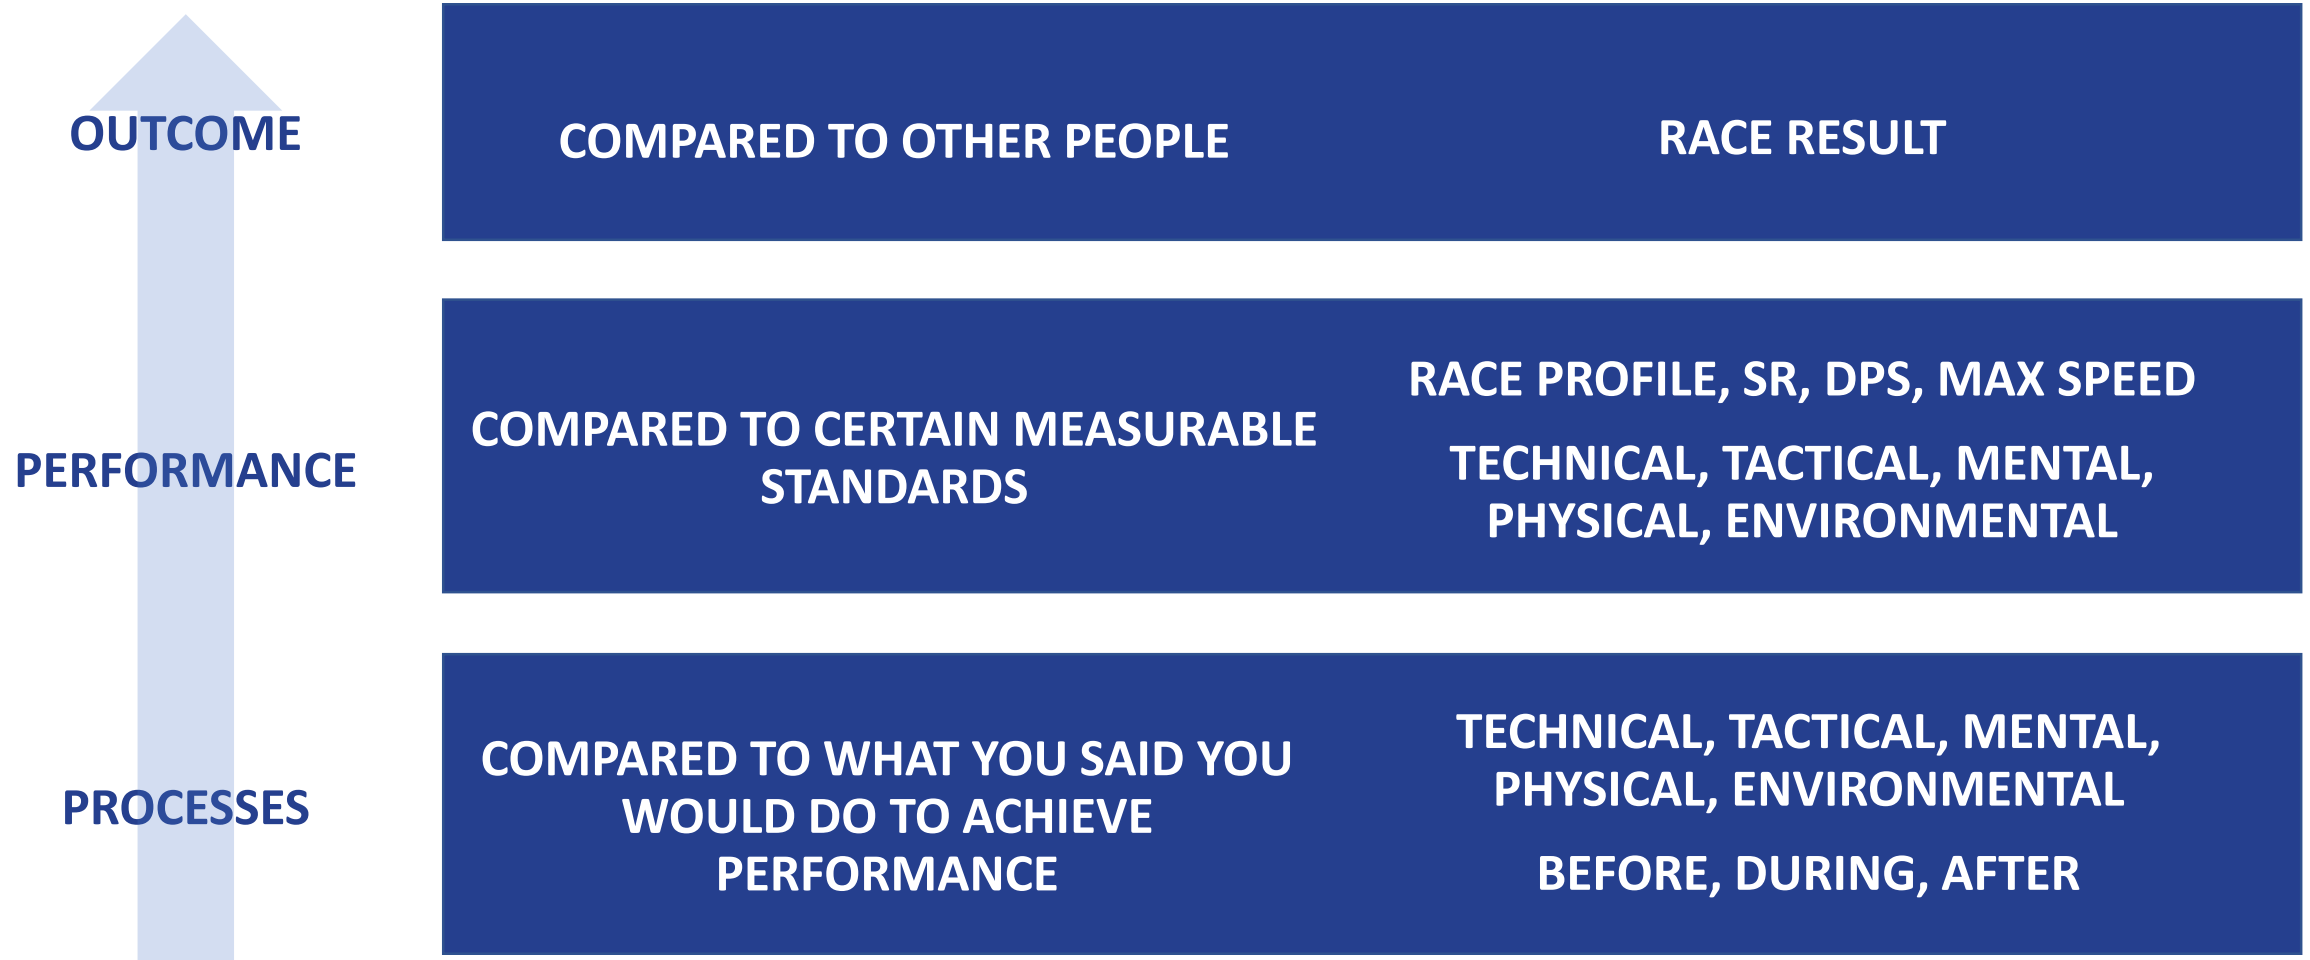 OUTCOME
COMPARED TO OTHER PEOPLE
RACE RESULT
PERFORMANCE
COMPARED TO CERTAIN MEASURABLE
STANDARDS
RACE PROFILE, SR, DPS, MAX SPEED
TECHNICAL, TACTICAL, MENTAL,
PHYSICAL, ENVIRONMENTAL
PROCESSES
COMPARED TO WHAT YOU SAID YOU
WOULD DO TO ACHIEVE
PERFORMANCE
TECHNICAL, TACTICAL, MENTAL,
PHYSICAL, ENVIRONMENTAL
BEFORE, DURING, AFTER